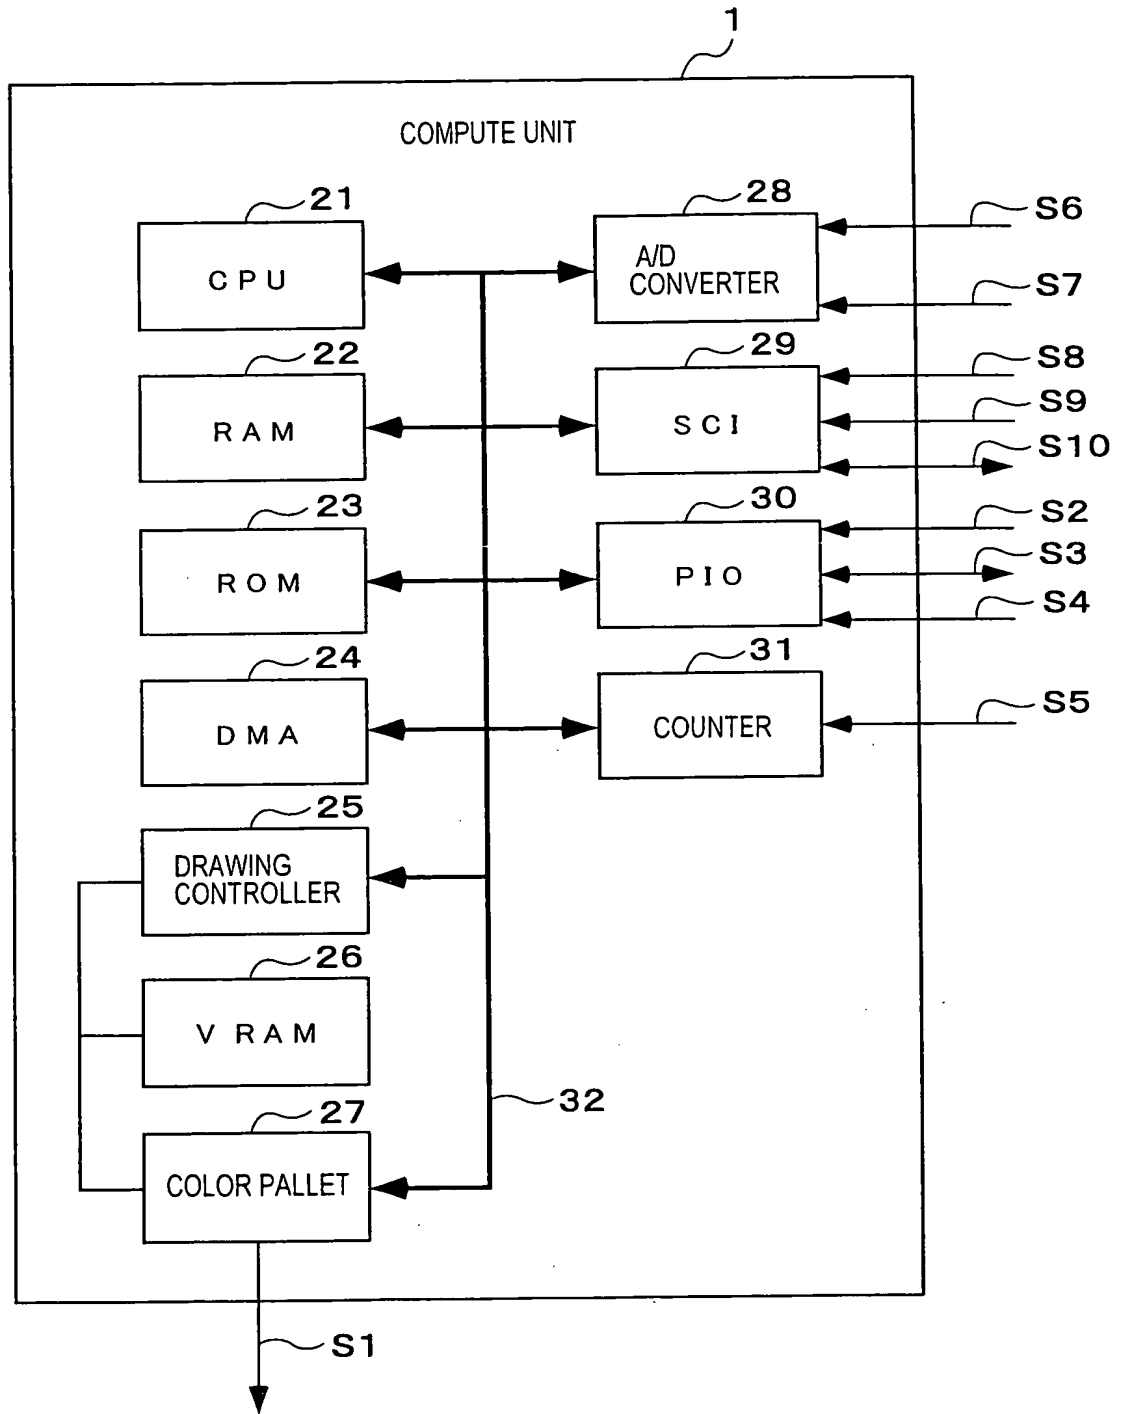 1
COMPUTE UNIT
21
CPU
28
A/D
CONVERTER
S6
S7
22
RAM
29
SCI
S8
S9
S10
23
ROM
30
PIO
S2
S3
S4
24
DMA
31
COUNTER
S5
25
DRAWING
CONTROLLER
26
V RAM
32
27
COLOR PALLET
S1